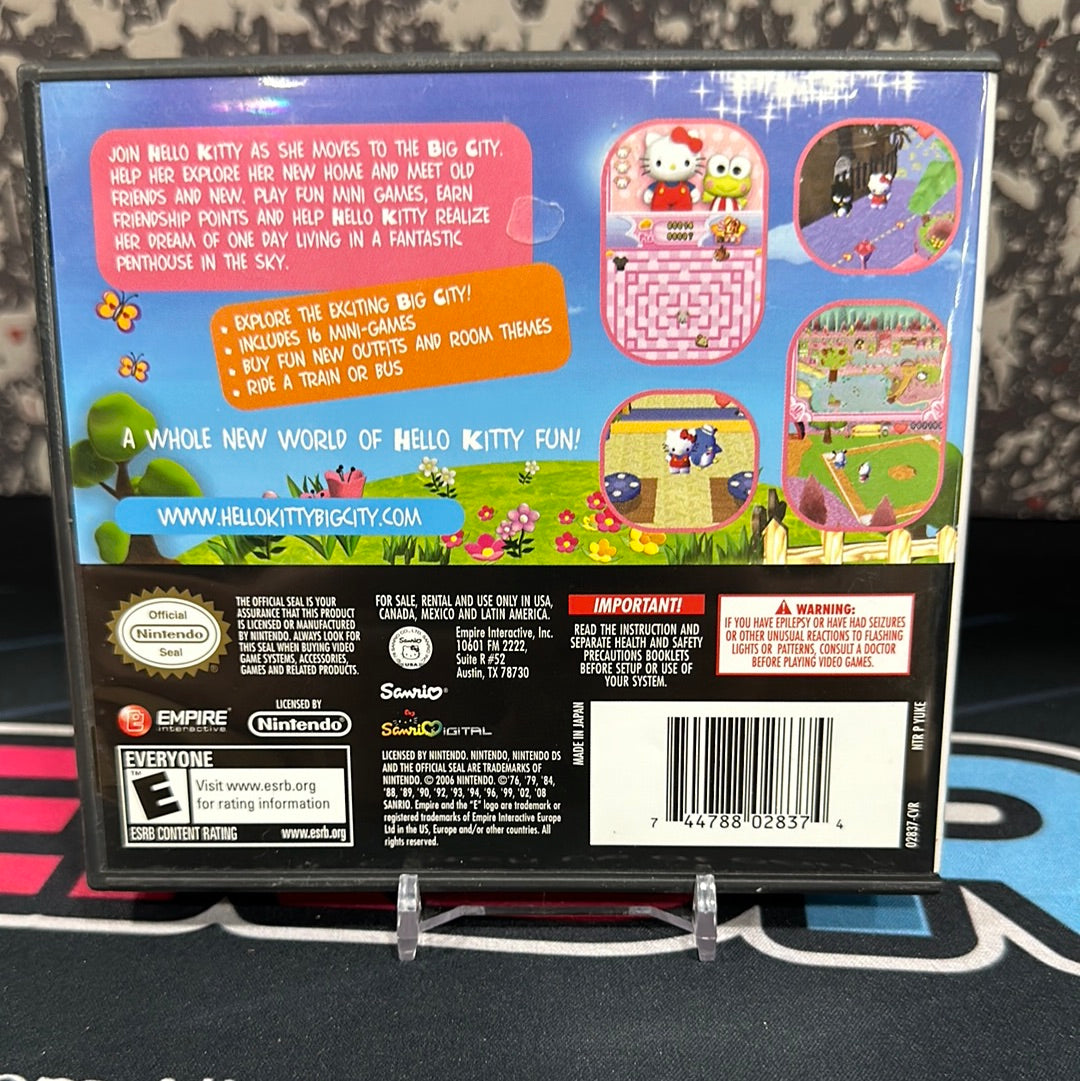 JOIN HELLO KITTY AS SHE MOVES TO THE BIG CITY.
HELP HER EXPLORE HER NEW HOME AND MEET OLD
FRIENDS AND NEW. PLAY FUN MINI GAMES, EARN
FRIENDSHIP POINTS AND HELP HELLO KITTY REALIZE
HER DREAM OF ONE DAY LIVING IN A FANTASTIC
PENTHOUSE IN THE SKY.
• EXPLORE THE EXCITING BIG CITY!
• INCLUDES 16 MINI-GAMES
• BUY FUN NEW OUTFITS AND ROOM THEMES
• RIDE A TRAIN OR BUS
A WHOLE NEW WORLD OF HELLO KITTY FUN!
WWW.HELLOKITTYBIGCITY.COM
Official
Nintendo
Seal
®
THE OFFICIAL SEAL IS YOUR
ASSURANCE THAT THIS PRODUCT
IS LICENSED OR MANUFACTURED
BY NINTENDO. ALWAYS LOOK FOR
THIS SEAL WHEN BUYING VIDEO
GAME SYSTEMS, ACCESSORIES,
GAMES AND RELATED PRODUCTS.
EMPIRE®
interactive
LICENSED BY
Nintendo®
EVERYONE
TM
E
Visit www.esrb.org
for rating information
ESRB CONTENT RATING www.esrb.org
FOR SALE, RENTAL AND USE ONLY IN USA,
CANADA, MEXICO AND LATIN AMERICA.
Empire Interactive, Inc.
10601 FM 2222,
Suite R #52
Austin, TX 78730
Sanrio®
Sanrio DIGITAL
LICENSED BY NINTENDO. NINTENDO, NINTENDO DS
AND THE OFFICIAL SEAL ARE TRADEMARKS OF
NINTENDO. © 2006 NINTENDO. ©'76, '79, '84,
'88, '89, '90, '92, '93, '94, '96, '99, '02, '08
SANRIO. Empire and the "E" logo are trademark or
registered trademarks of Empire Interactive Europe
Ltd in the US, Europe and/or other countries. All
rights reserved.
IMPORTANT!
READ THE INSTRUCTION AND
SEPARATE HEALTH AND SAFETY
PRECAUTIONS BOOKLETS
BEFORE SETUP OR USE OF
YOUR SYSTEM.
WARNING:
IF YOU HAVE EPILEPSY OR HAVE HAD SEIZURES
OR OTHER UNUSUAL REACTIONS TO FLASHING
LIGHTS OR PATTERNS, CONSULT A DOCTOR
BEFORE PLAYING VIDEO GAMES.
MADE IN JAPAN
7 44788 02837 4
NTR P YUKE
02837-CVR